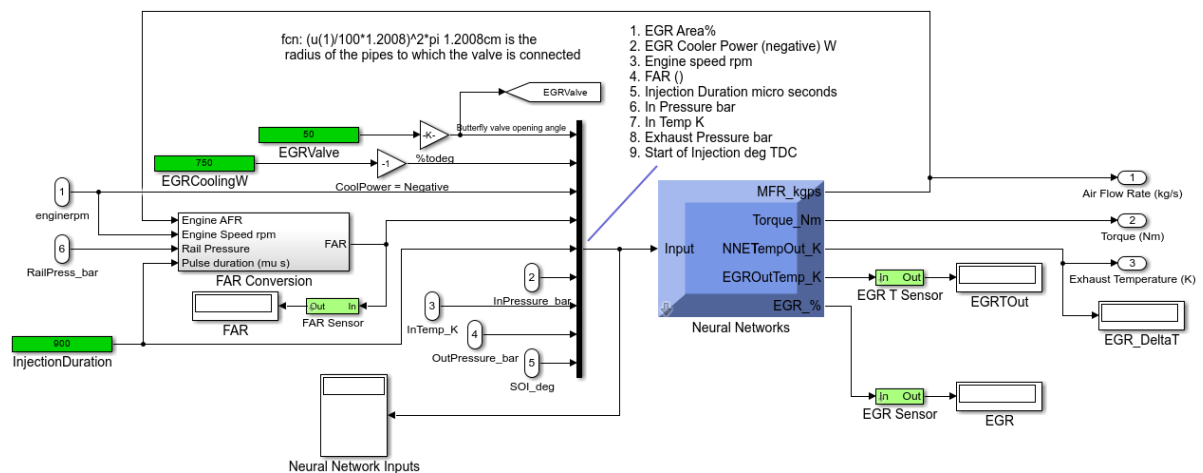 fcn: (u(1)/100*1.2008)^2*pi 1.2008cm is the
radius of the pipes to which the valve is connected
1. EGR Area%
2. EGR Cooler Power (negative) W
3. Engine speed rpm
4. FAR ()
5. Injection Duration micro seconds
6. In Pressure bar
7. In Temp K
8. Exhaust Pressure bar
9. Start of Injection deg TDC
EGRValve
50
EGRValve
-K-
Butterfly valve opening angle
750
EGRCoolingW
-1
%todeg
CoolPower = Negative
1
enginerpm
6
RailPress_bar
Engine AFR
Engine Speed rpm
Rail Pressure
Pulse duration (mu s)
FAR
FAR Conversion
FAR
Out In
FAR Sensor
900
InjectionDuration
2
InPressure_bar
3
InTemp_K
4
OutPressure_bar
5
SOI_deg
Neural Network Inputs
Input
MFR_kgps
Torque_Nm
NNETempOut_K
EGROutTemp_K
EGR_%
Neural Networks
1
Air Flow Rate (kg/s)
2
Torque (Nm)
3
Exhaust Temperature (K)
In Out
EGR T Sensor
EGRTOut
EGR_DeltaT
In Out
EGR Sensor
EGR